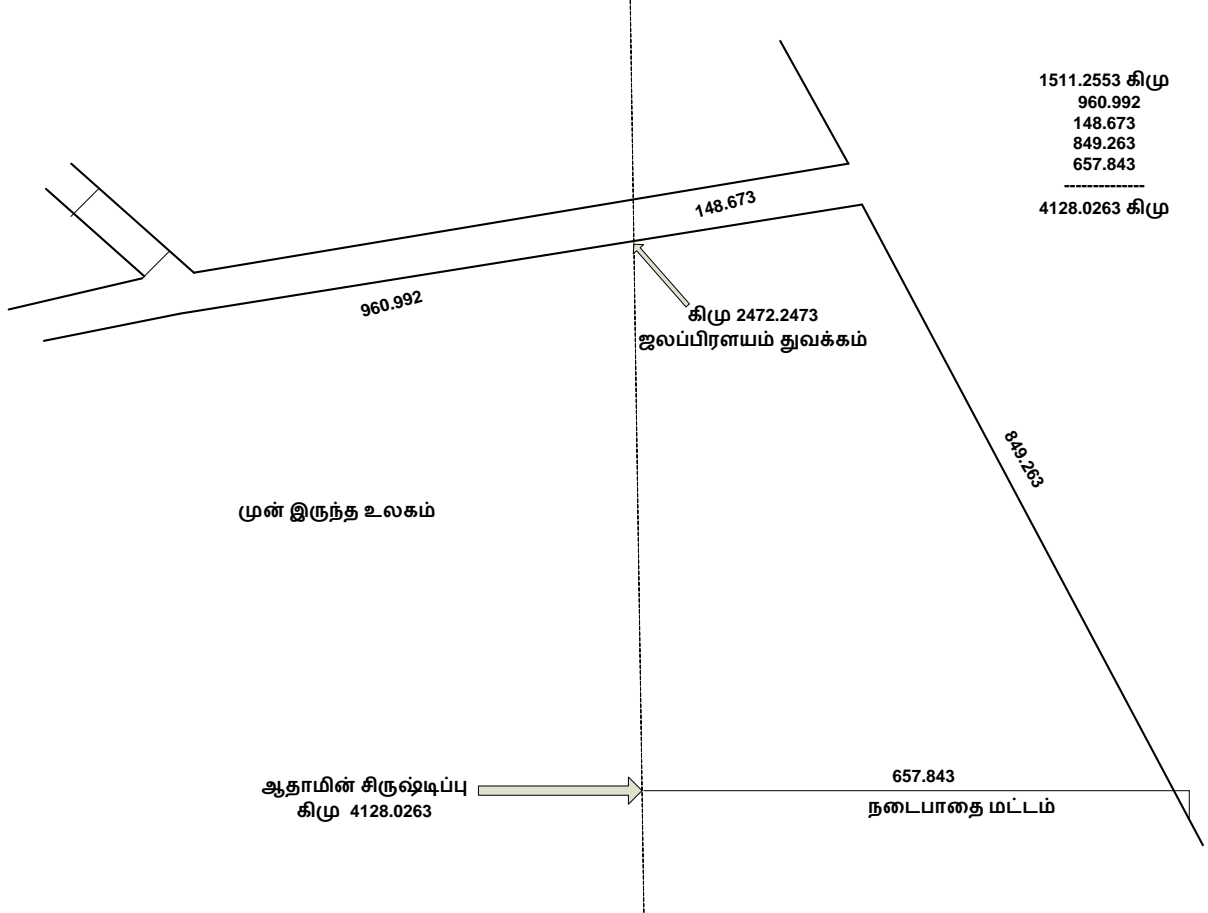 1511.2553 கிமு
960.992
148.673
849.263
657.843
--------------
4128.0263 கிமு
148.673
960.992
கிமு 2472.2473
ஜலப்பிரளயம் துவக்கம்
849.263
முன் இருந்த உலகம்
ஆதாமின் சிருஷ்டிப்பு
கிமு 4128.0263
657.843
நடைபாதை மட்டம்